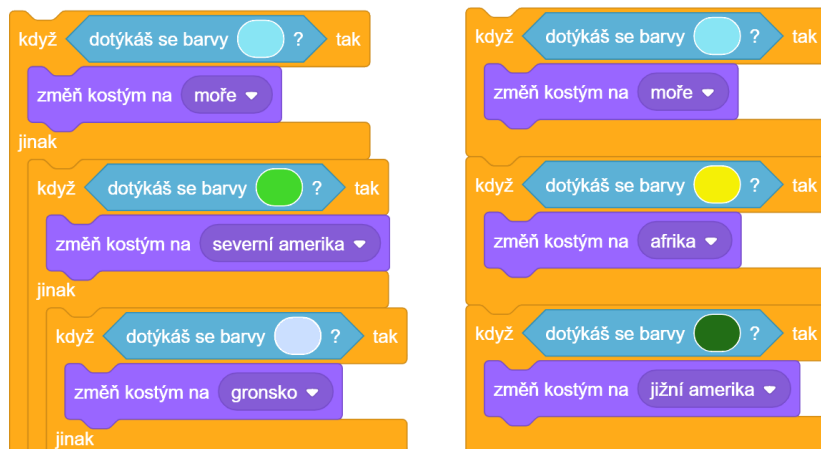 když dotýkáš se barvy ? tak
změň kostým na moře
jinak
když dotýkáš se barvy ? tak
změň kostým na severní amerika
jinak
když dotýkáš se barvy ? tak
změň kostým na gronsko
jinak
když dotýkáš se barvy ? tak
změň kostým na moře
když dotýkáš se barvy ? tak
změň kostým na afrika
když dotýkáš se barvy ? tak
změň kostým na jižní amerika